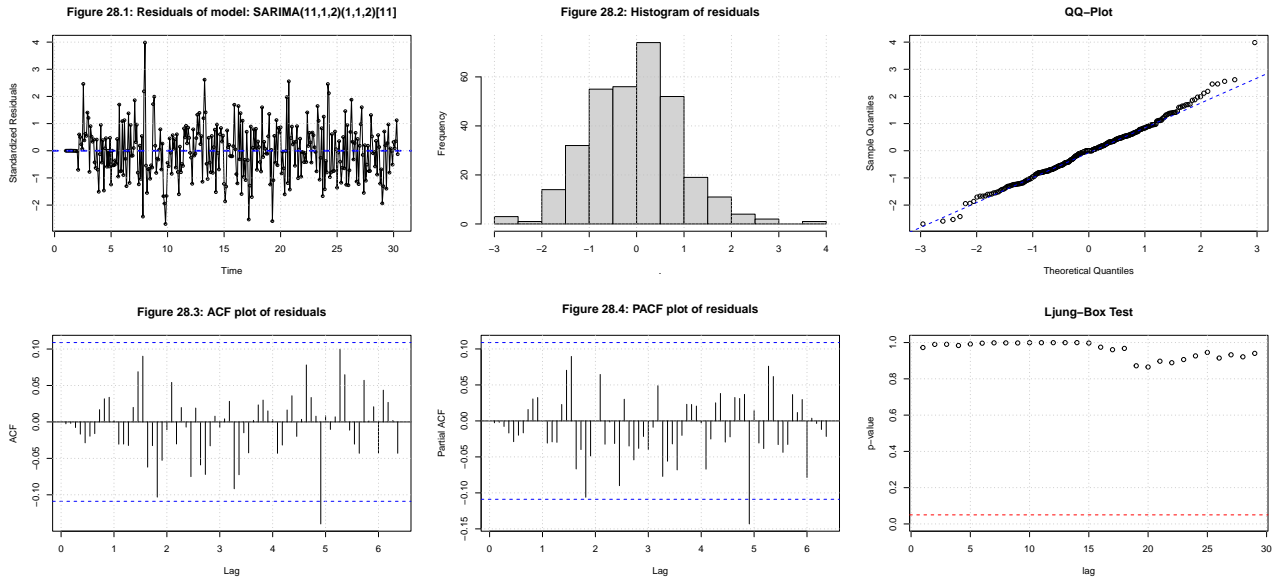 Figure 28.1: Residuals of model: SARIMA(11,1,2)(1,1,2)[11]
Standardized Residuals
4
3
2
1
0
−1
−2
0 5 10 15 20 25 30
Time
Figure 28.2: Histogram of residuals
Frequency
60
40
20
0
−3 −2 −1 0 1 2 3 4
.
QQ−Plot
Sample Quantiles
4
3
2
1
0
−1
−2
−3 −2 −1 0 1 2 3
Theoretical Quantiles
Figure 28.3: ACF plot of residuals
ACF
0.10
0.05
0.00
−0.05
−0.10
0 1 2 3 4 5 6
Lag
Figure 28.4: PACF plot of residuals
Partial ACF
0.10
0.05
0.00
−0.05
−0.10
−0.15
0 1 2 3 4 5 6
Lag
Ljung−Box Test
p−value
1.0
0.8
0.6
0.4
0.2
0.0
0 5 10 15 20 25 30
lag